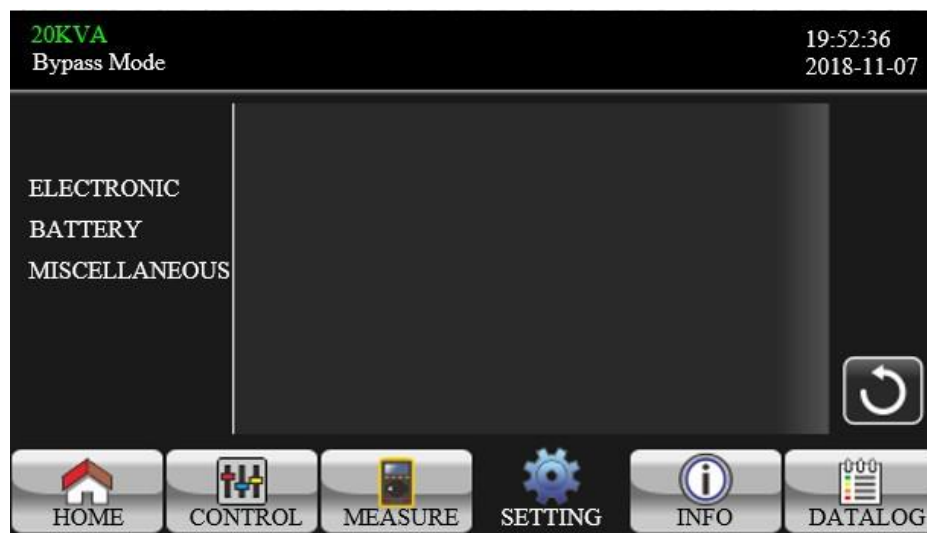 20KVA
Bypass Mode
19:52:36
2018-11-07
ELECTRONIC
BATTERY
MISCELLANEOUS
HOME
CONTROL
MEASURE
SETTING
INFO
DATALOG